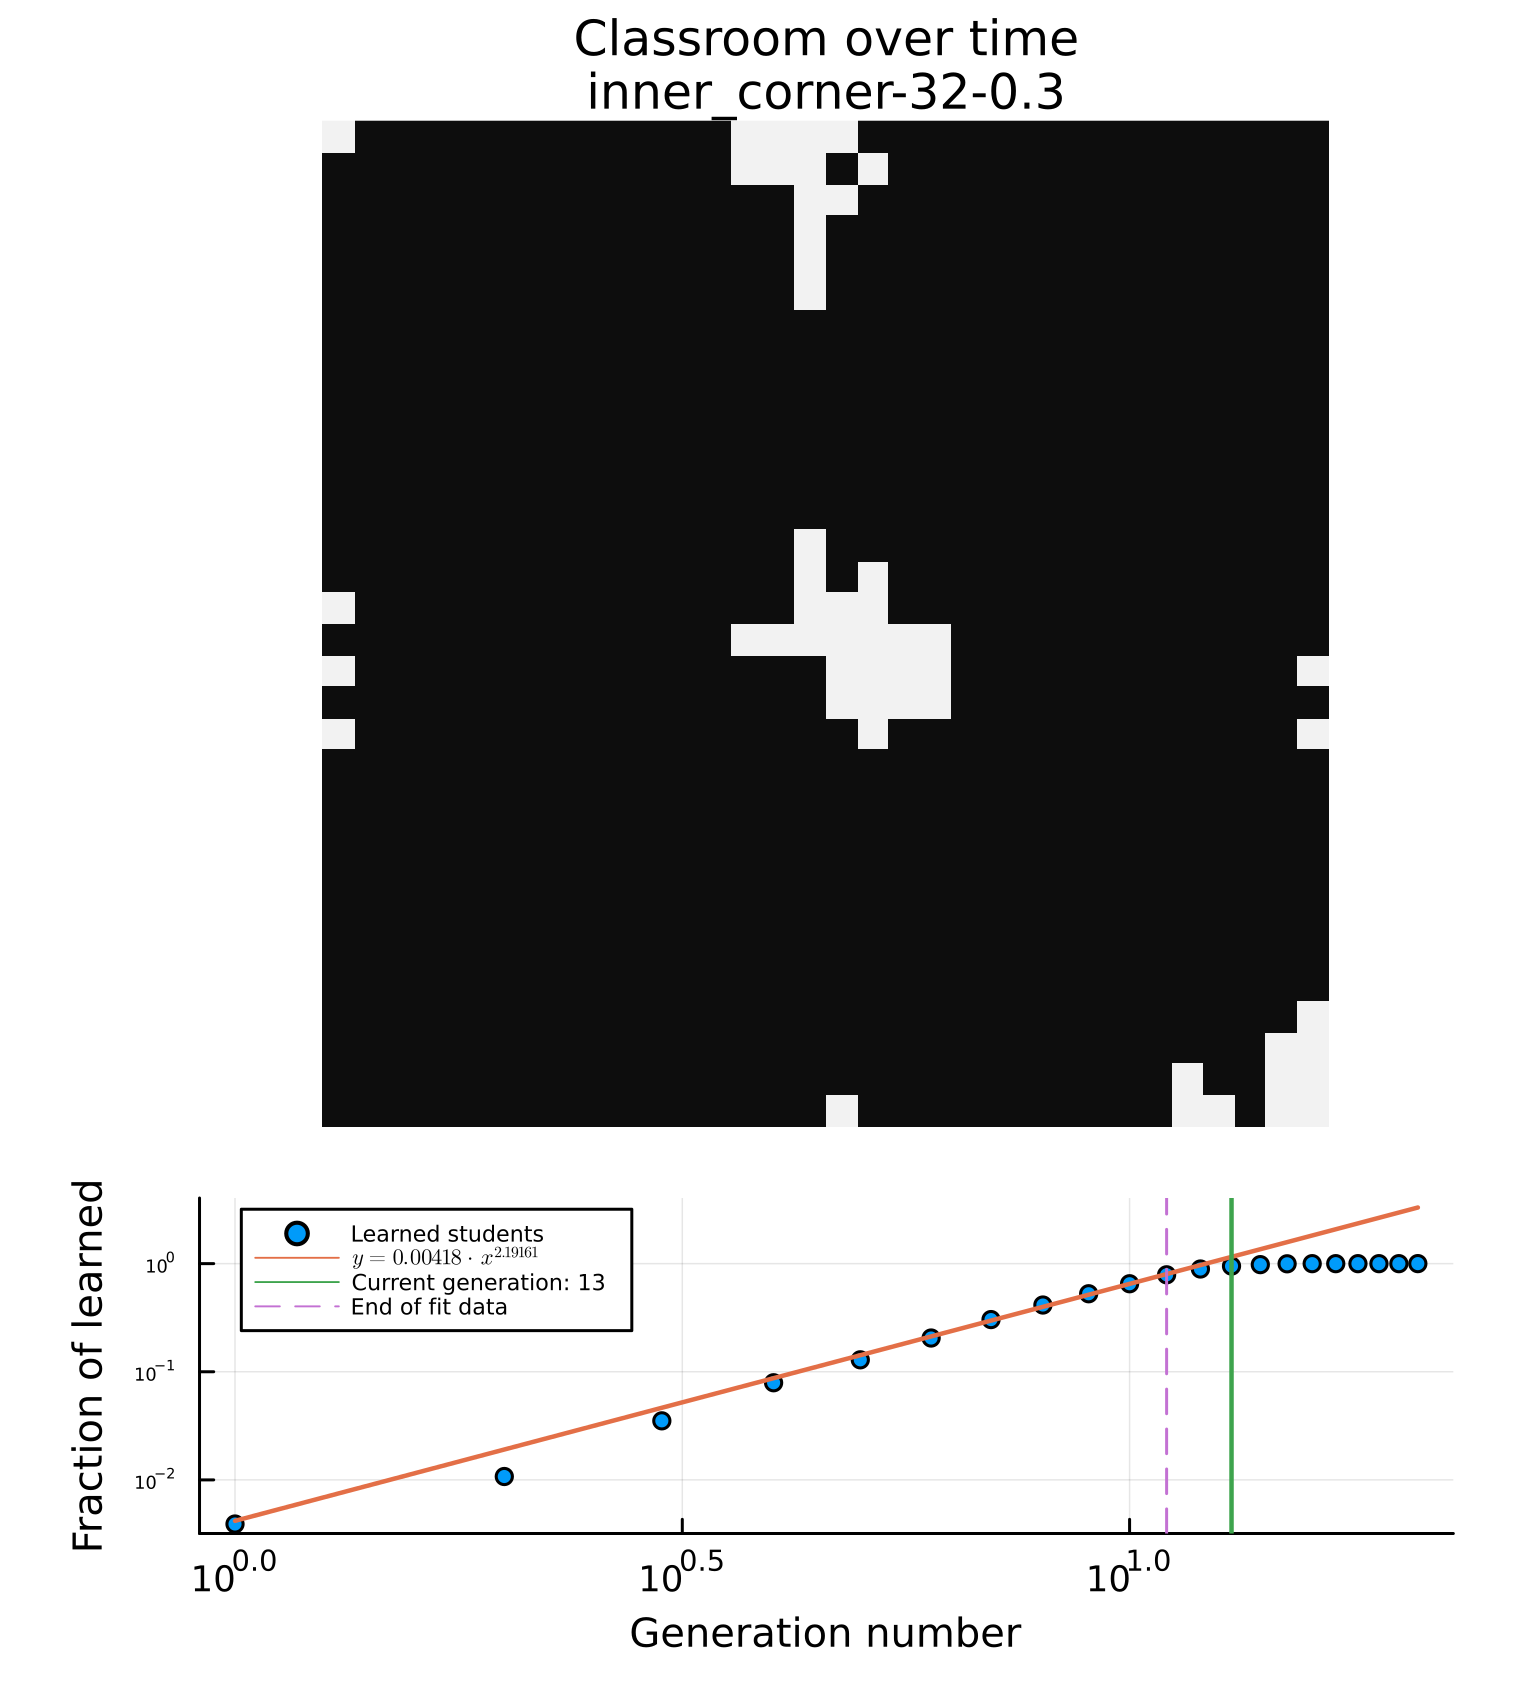 Classroom over time
inner_corner-32-0.3
Fraction of learned
10^0
10^-1
10^-2
Learned students
y = 0.00418 · x^2.19161
Current generation: 13
End of fit data
10^0.0 10^0.5 10^1.0
Generation number